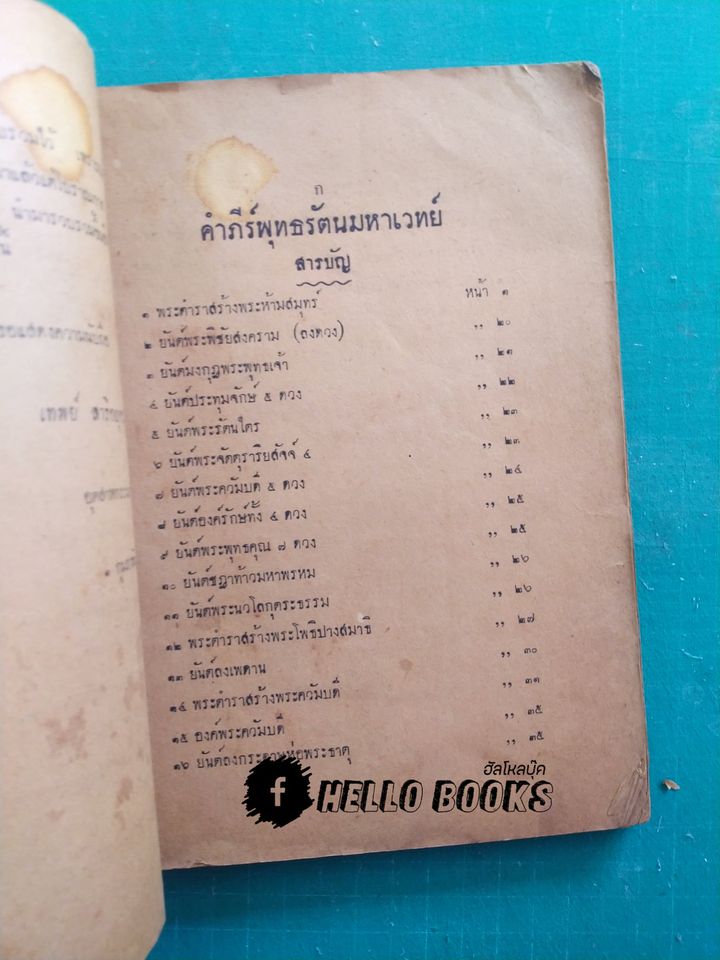 ก
คำภีร์พุทธรัตนมหาเวทย์
สารบัญ
๑ พระตำราสร้างพระห้ามสมุทร์ หน้า ๑
๒ ยันต์พระพิชัยสงคราม (ลงดวง) ,, ๒๐
๓ ยันต์มงกุฎพระพุทธเจ้า ,, ๒๑
๔ ยันต์ประทุมจักษ์ ๕ ดวง ,, ๒๒
๕ ยันต์พระรัตนไตร ,, ๒๓
๖ ยันต์พระจัตตุราริยสัจจ์ ๔ ,, ๒๓
๗ ยันต์พระควัมบดี ๕ ดวง ,, ๒๔
๘ ยันต์องค์รักษ์ทั้ง ๔ ดวง ,, ๒๕
๙ ยันต์พระพุทธคุณ ๗ ดวง ,, ๒๕
๑๐ ยันต์ชฎาท้าวมหาพรหม ,, ๒๖
๑๑ ยันต์พระนวโลกุตระธรรม ,, ๒๖
๑๒ พระตำราสร้างพระโพธิปางสมาธิ ,, ๒๗
๑๓ ยันต์ลงเพดาน ,, ๓๐
๑๔ พระตำราสร้างพระควัมบดี ,, ๓๑
๑๕ องค์พระควัมบดี ,, ๓๕
๑๖ ยันต์ลงกระดานห่อพระธาตุ ,, ๓๕
ฮัลโหลบุ๊ค
f HELLO BOOKS